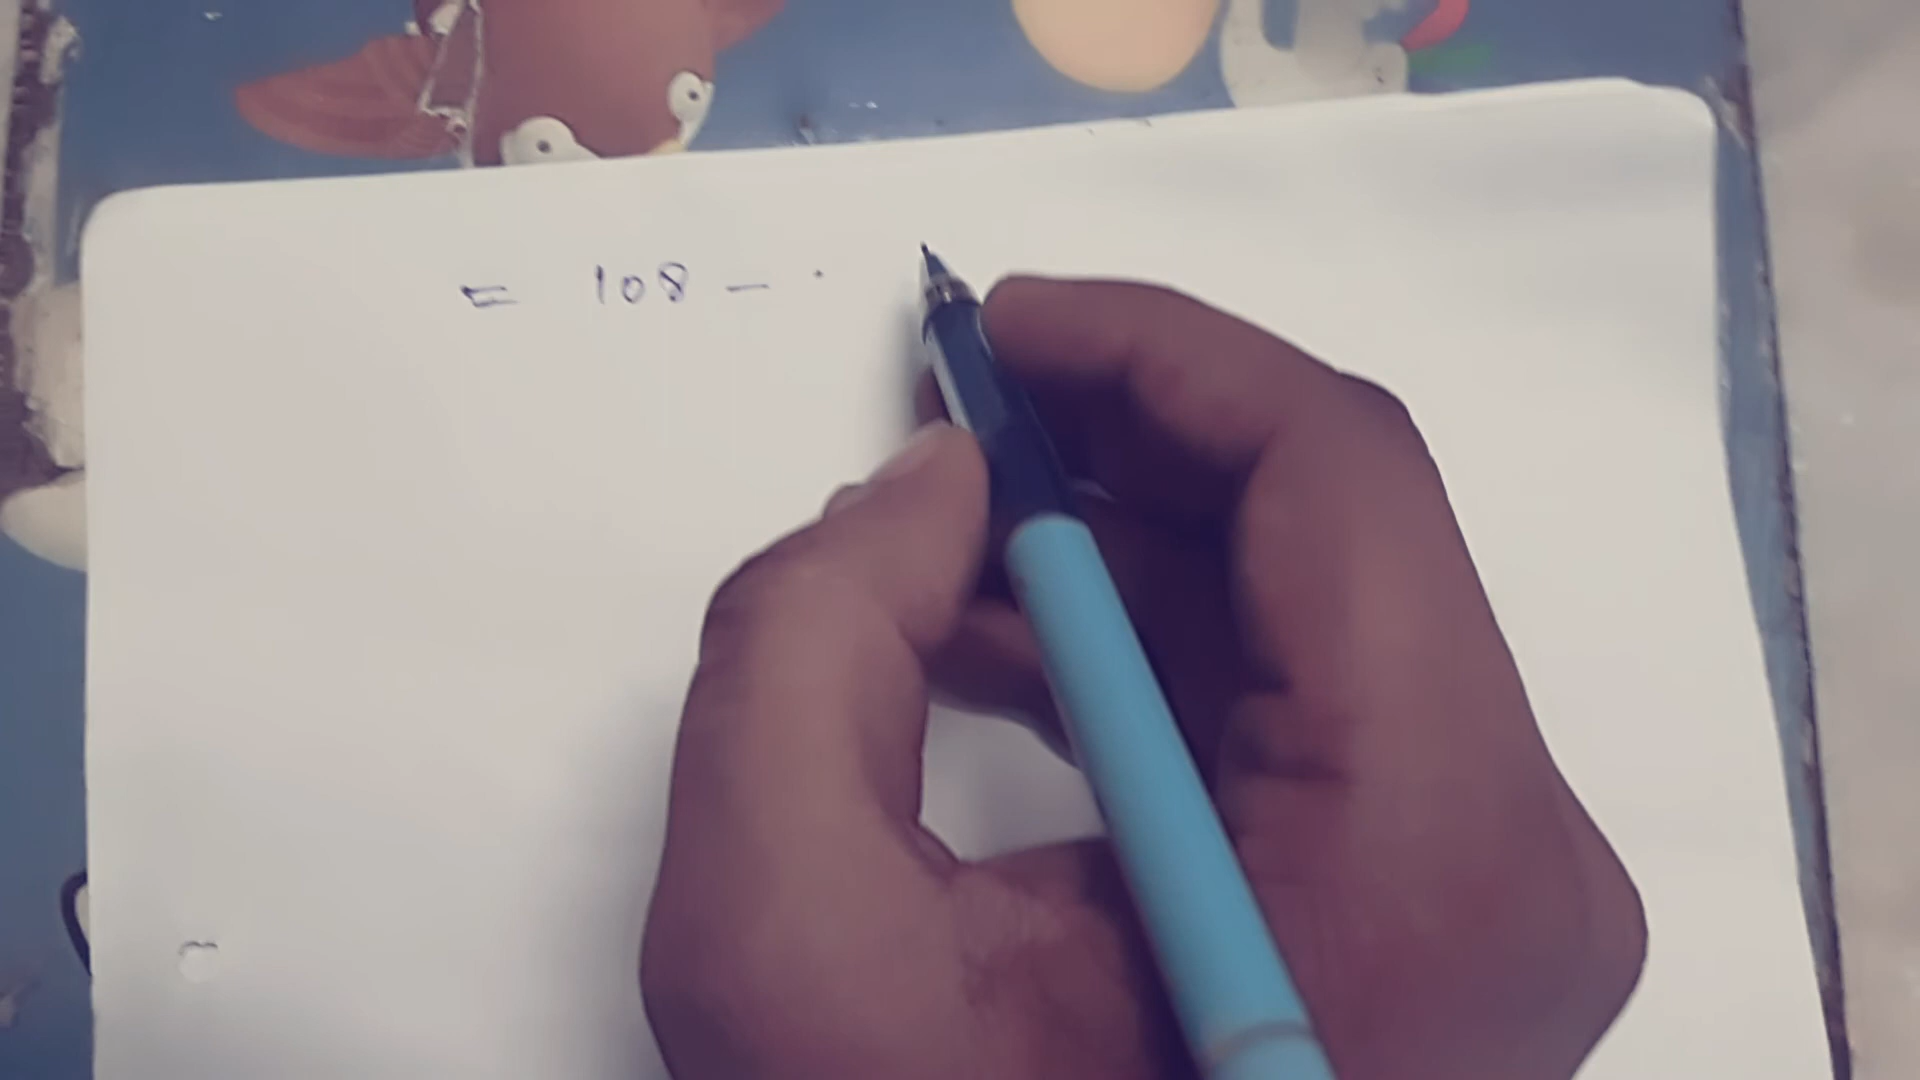 = 108 -